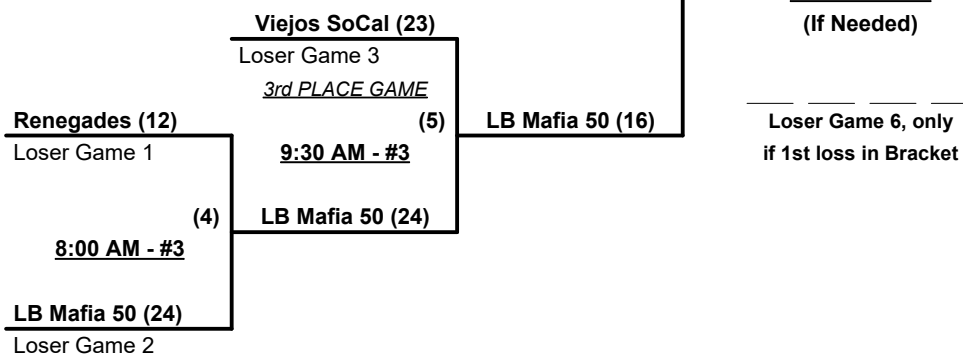 Viejos SoCal (23)
(If Needed)
Loser Game 3
3rd PLACE GAME
Renegades (12)
(5)
LB Mafia 50 (16)
Loser Game 6, only
Loser Game 1
9:30 AM - #3
if 1st loss in Bracket
(4)
LB Mafia 50 (24)
8:00 AM - #3
LB Mafia 50 (24)
Loser Game 2